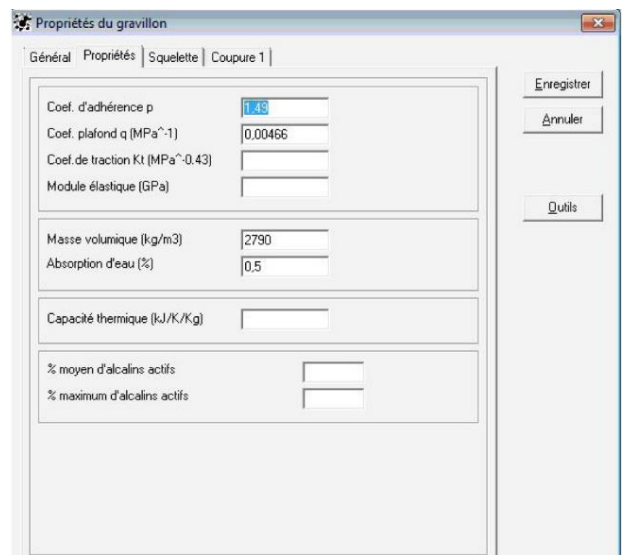 Propriétés du gravillon
Général Propriétés Squelette Coupure 1
Enregistrer
Annuler
Outils
Coef. d'adhérence p 1,49
Coef. plafond q (MPa^-1) 0,00466
Coef.de traction Kt (MPa^-0.43)
Module élastique (GPa)
Masse volumique (kg/m3) 2790
Absorption d'eau (%) 0,5
Capacité thermique (kJ/K/Kg)
% moyen d'alcalins actifs
% maximum d'alcalins actifs